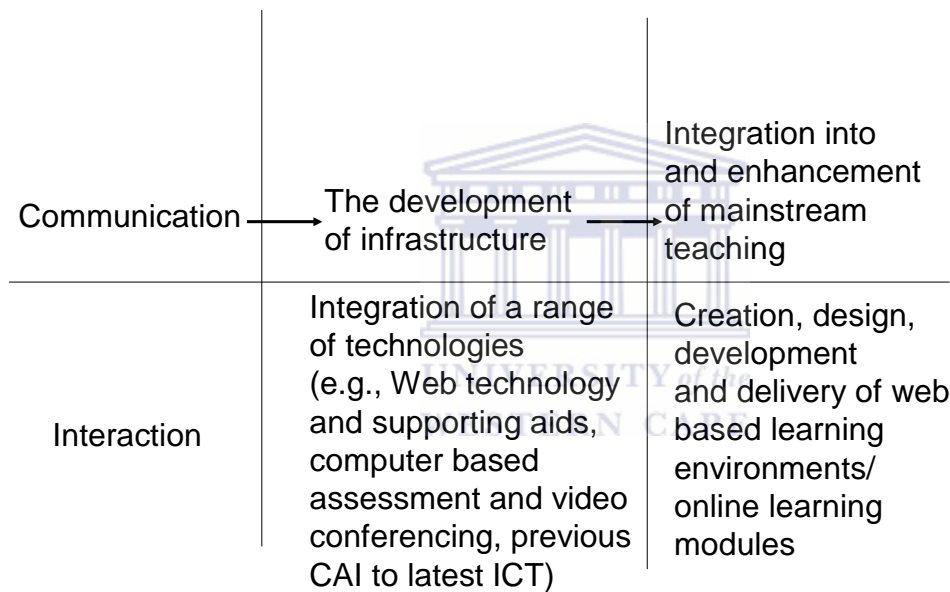 Communication
The development
of infrastructure
Integration into
and enhancement
of mainstream
teaching
Interaction
Integration of a range
of technologies
(e.g., Web technology
and supporting aids,
computer based
assessment and video
conferencing, previous
CAI to latest ICT)
Creation, design,
development
and delivery of web
based learning
environments/
online learning
modules
UNIVERSITY of the
WESTERN CAPE